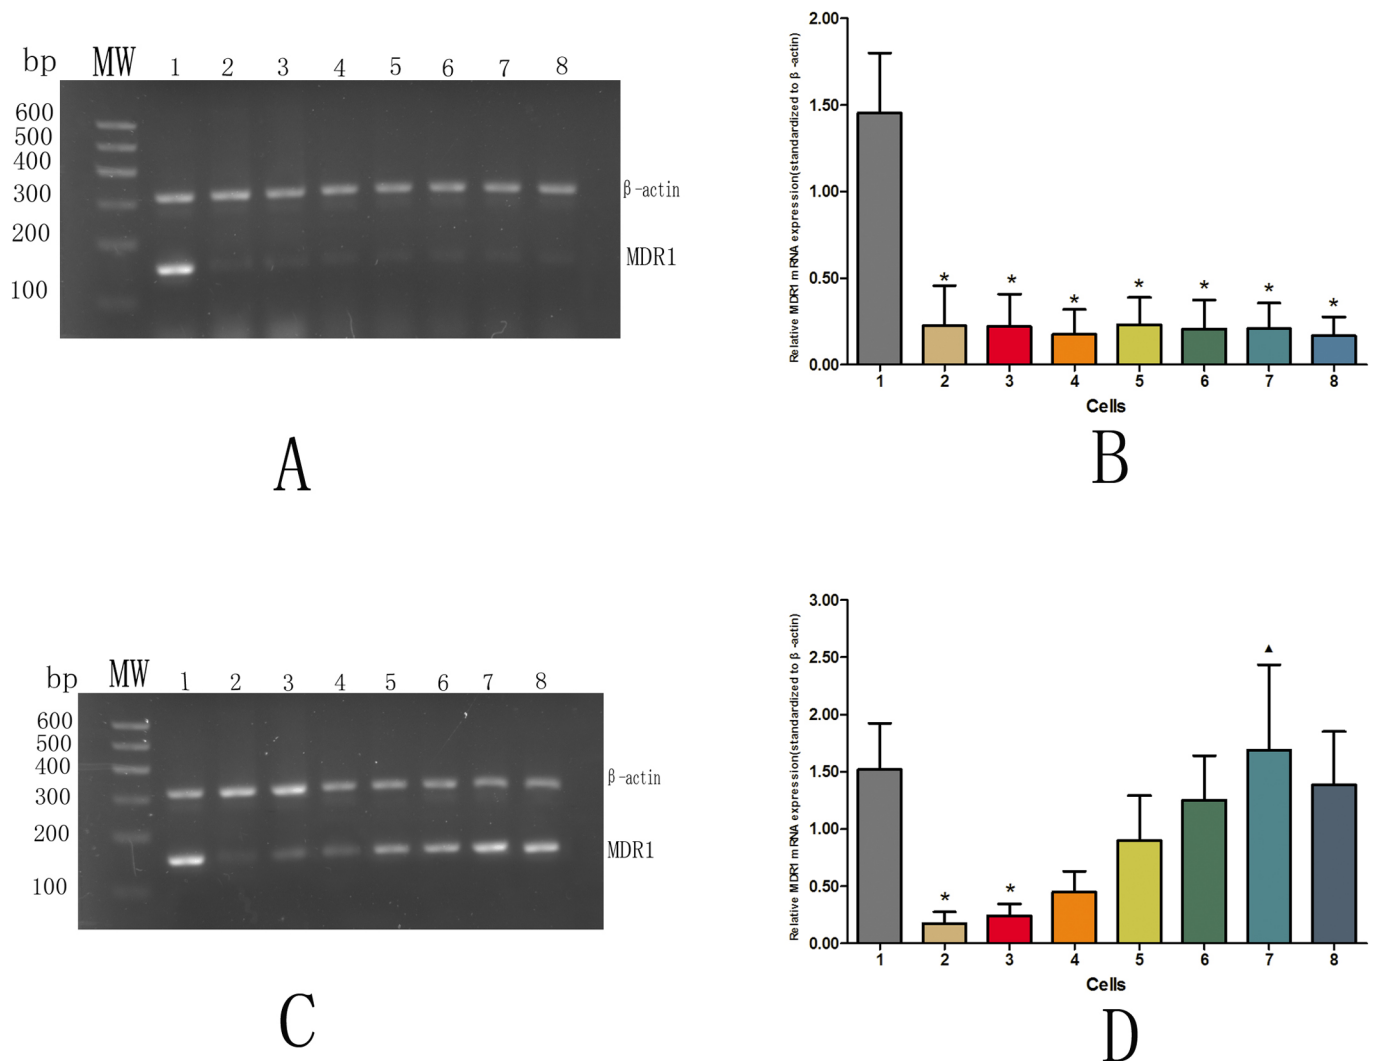 bp MW 1 2 3 4 5 6 7 8
600
500
400
300
200
100
β-actin
MDR1
A
Relative MDR1 mRNA expression(standardized to β -actin)
2.00
1.50
1.00
0.50
0.00
* * * * * * *
1 2 3 4 5 6 7 8
Cells
B
bp MW 1 2 3 4 5 6 7 8
600
500
400
300
200
100
β-actin
MDR1
C
Relative MDR1 mRNA expression(standardized to β -actin)
3.00
2.50
2.00
1.50
1.00
0.50
0.00
* * ▲
1 2 3 4 5 6 7 8
Cells
D